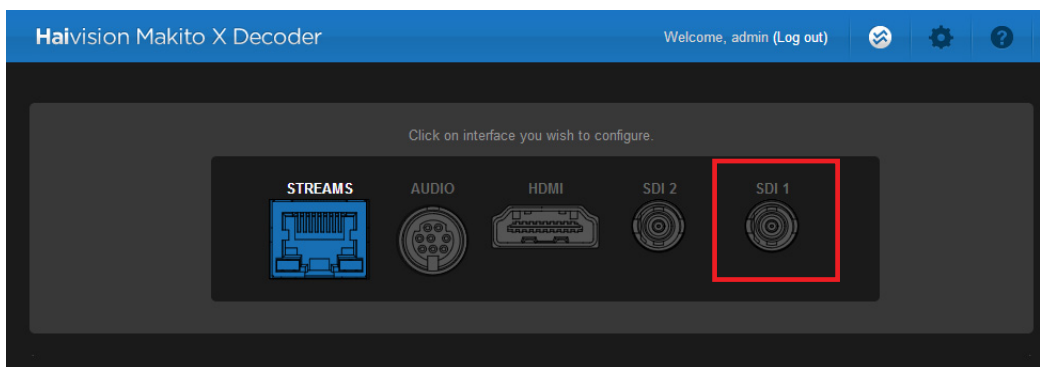 Haivision Makito X Decoder
Welcome, admin (Log out)
?
Click on interface you wish to configure.
STREAMS AUDIO HDMI SDI 2 SDI 1